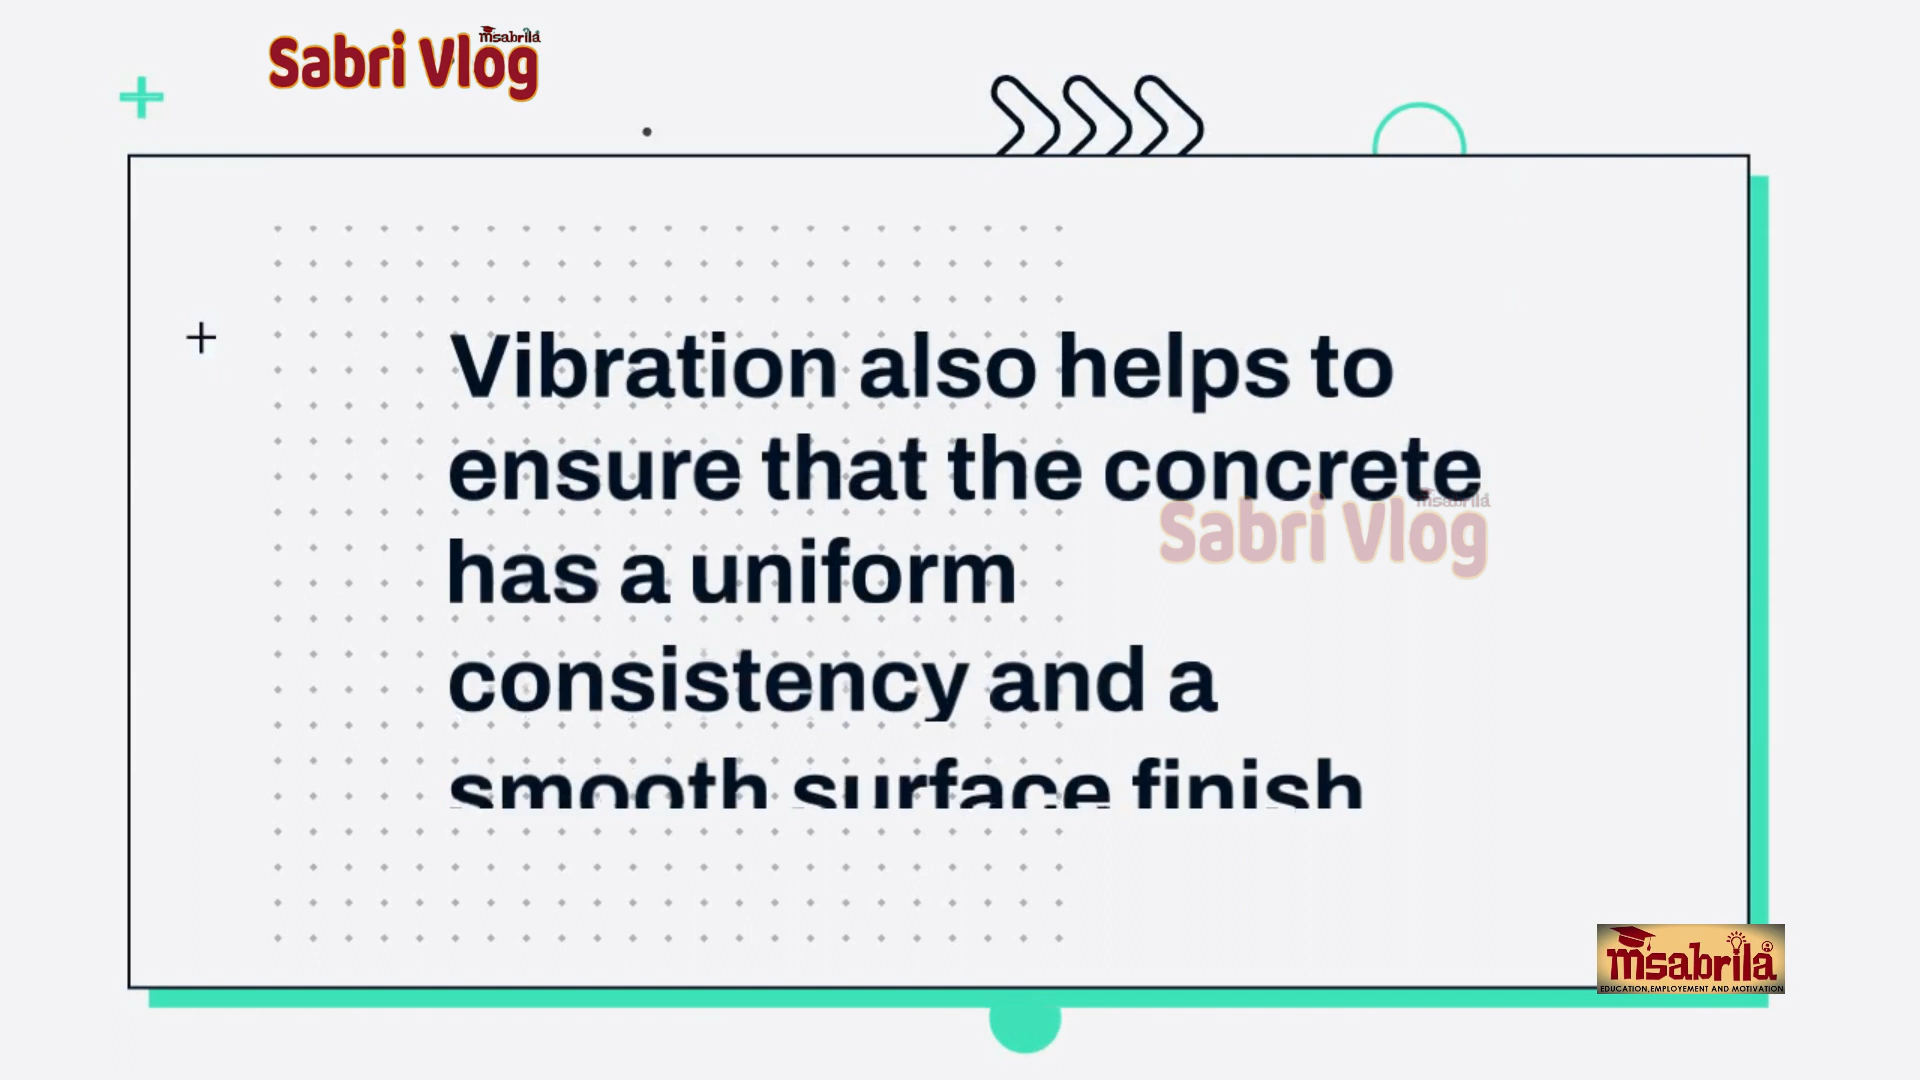 msabrila
Sabri Vlog
Vibration also helps to
ensure that the concrete
msabrila
Sabri Vlog
has a uniform
consistency and a
smooth surface finish
msabrila
EDUCATION,EMPLOYEMENT AND MOTIVATION